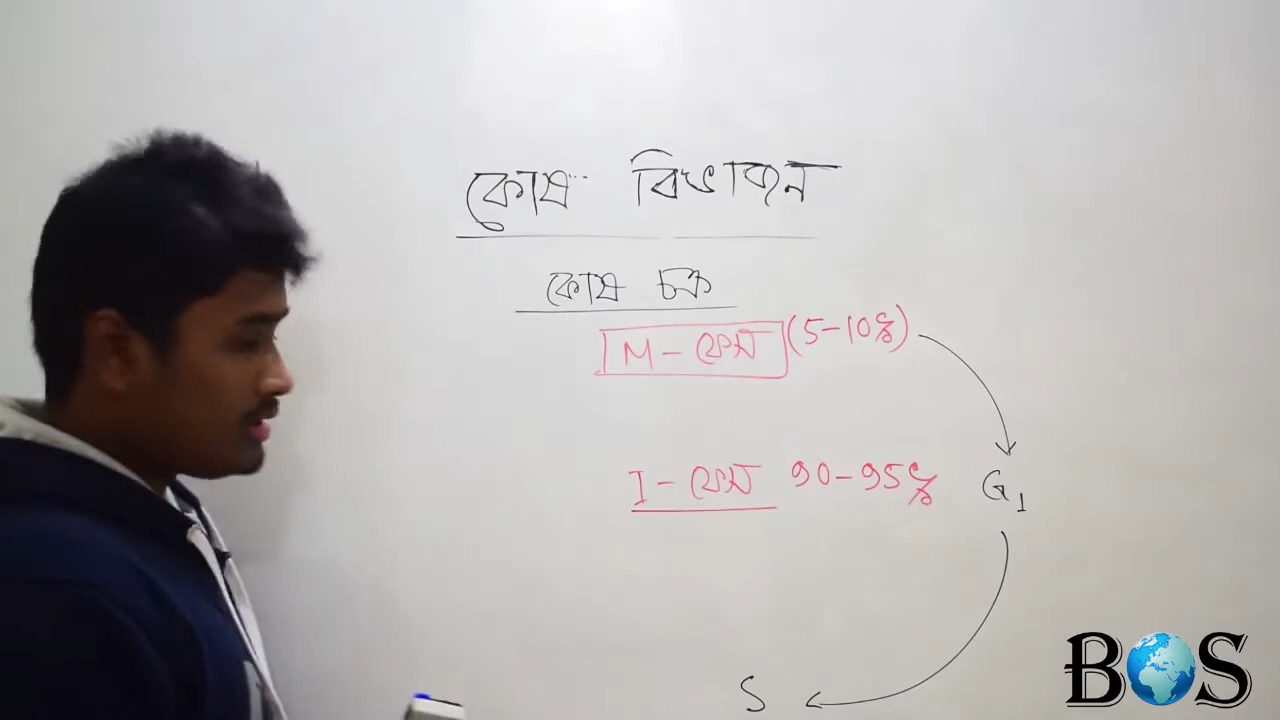 কোষ বিভাজন
কোষ চক্র
M - ফেস (5-10%)
I - ফেস 90-95%
G1
S
BOS